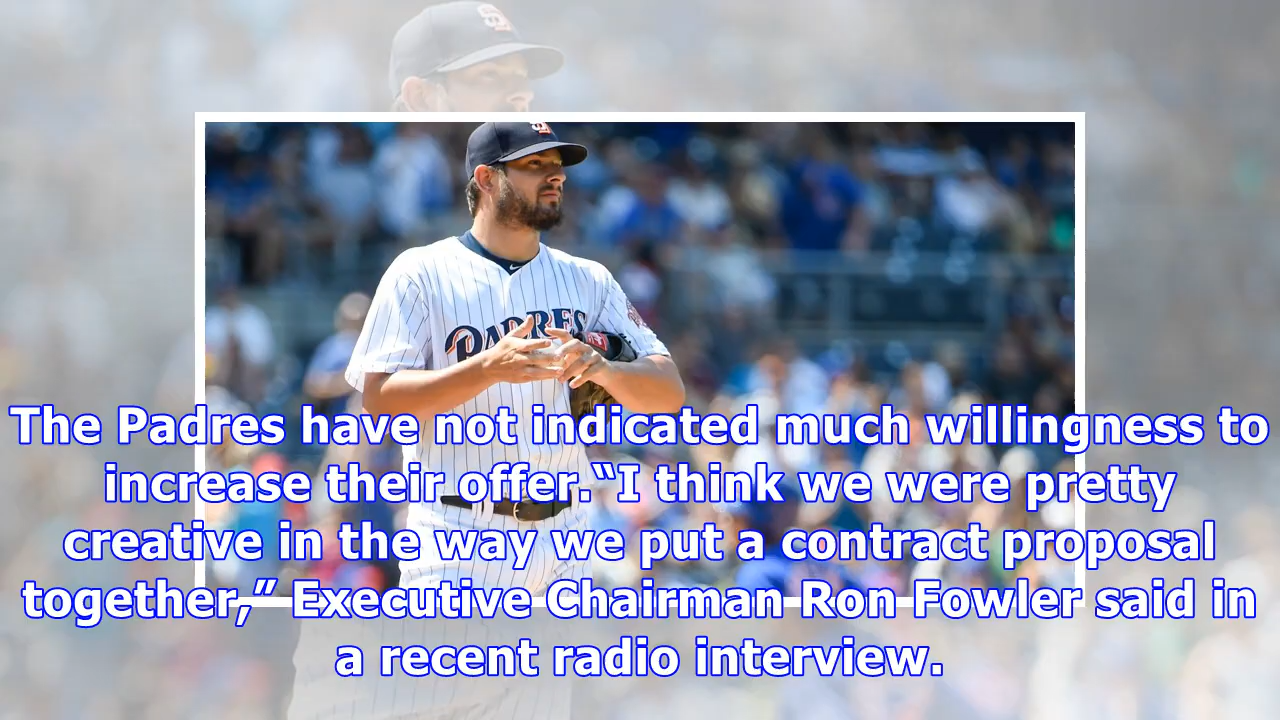 PADRES
The Padres have not indicated much willingness to
increase their offer.“I think we were pretty
creative in the way we put a contract proposal
together,” Executive Chairman Ron Fowler said in
a recent radio interview.